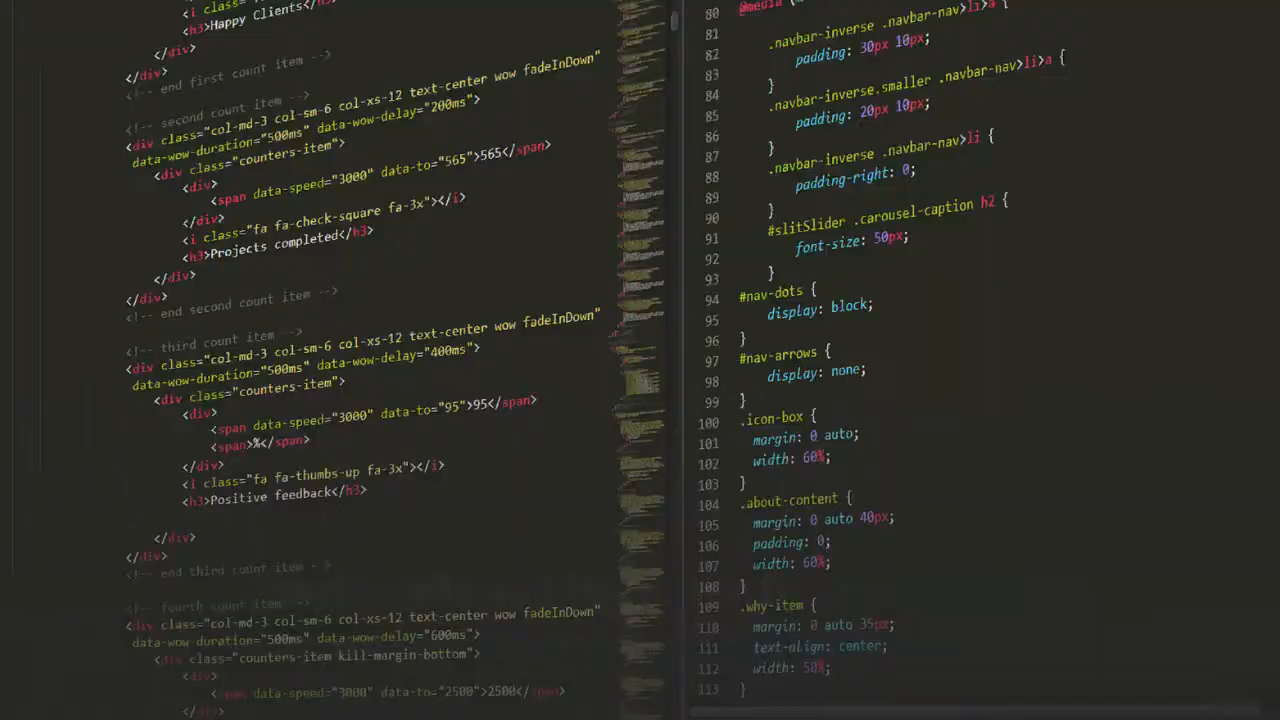 <i class=
<h3>Happy Clients</h3>
</div>
</div>
<!-- end first count item -->
<!-- second count item -->
<div class="col-md-3 col-sm-6 col-xs-12 text-center wow fadeInDown"
data-wow-duration="500ms" data-wow-delay="200ms">
<div class="counters-item">
<div>
<span data-speed="3000" data-to="565">565</span>
</div>
<i class="fa fa-check-square fa-3x"></i>
<h3>Projects completed</h3>
</div>
</div>
<!-- end second count item -->
<!-- third count item -->
<div class="col-md-3 col-sm-6 col-xs-12 text-center wow fadeInDown"
data-wow-duration="500ms" data-wow-delay="400ms">
<div class="counters-item">
<div>
<span data-speed="3000" data-to="95">95</span>
<span>%</span>
</div>
<i class="fa fa-thumbs-up fa-3x"></i>
<h3>Positive feedback</h3>
</div>
</div>
<!-- end third count item -->
<!-- fourth count item -->
<div class="col-md-3 col-sm-6 col-xs-12 text-center wow fadeInDown"
data-wow-duration="500ms" data-wow-delay="600ms">
<div class="counters-item kill-margin-bottom">
<div>
<span data-speed="3000" data-to="2500">2500</span>
</div>
80 @media
81 .navbar-inverse .navbar-nav>li>a {
82 padding: 30px 10px;
83 }
84 .navbar-inverse.smaller .navbar-nav>li>a {
85 padding: 20px 10px;
86 }
87 .navbar-inverse .navbar-nav>li {
88 padding-right: 0;
89 }
90 #slitSlider .carousel-caption h2 {
91 font-size: 50px;
92 }
93 #nav-dots {
94 display: block;
95 }
96 #nav-arrows {
97 display: none;
98 }
99 .icon-box {
100 margin: 0 auto;
101 width: 60%;
102 }
103 .about-content {
104 margin: 0 auto 40px;
105 padding: 0;
106 width: 60%;
107 }
108 .why-item {
109 margin: 0 auto 35px;
110 text-align: center;
111 width: 50%;
112 }
113